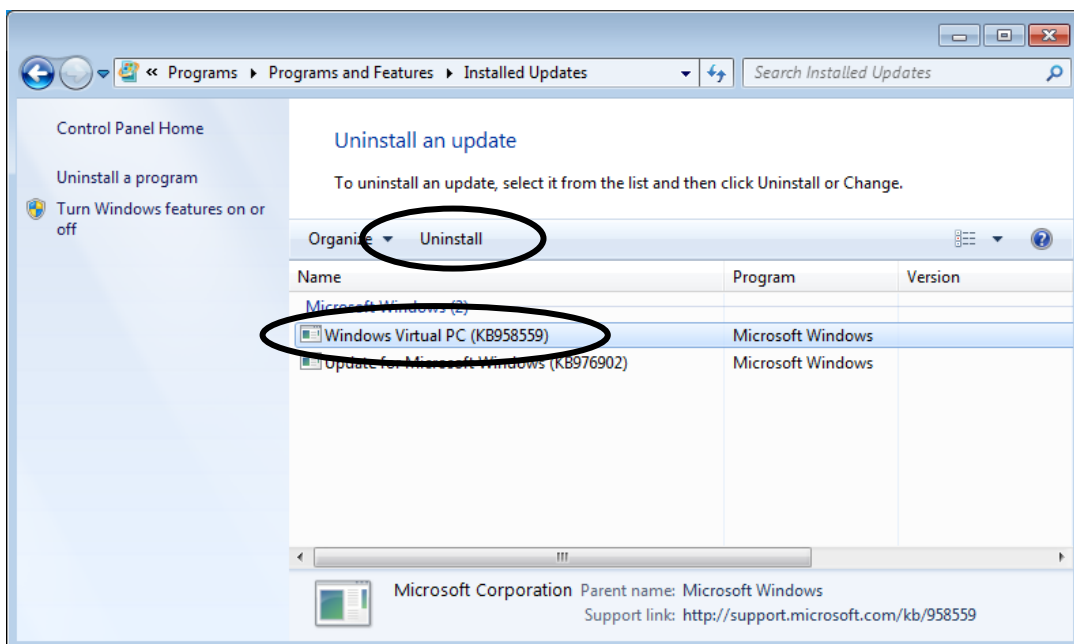 « Programs ▸ Programs and Features ▸ Installed Updates
Search Installed Updates
Control Panel Home
Uninstall a program
Turn Windows features on or
off
Uninstall an update
To uninstall an update, select it from the list and then click Uninstall or Change.
Organize Uninstall
Name Program Version
Microsoft Windows (2)
Windows Virtual PC (KB958559) Microsoft Windows
Update for Microsoft Windows (KB976902) Microsoft Windows
Microsoft Corporation Parent name: Microsoft Windows
Support link: http://support.microsoft.com/kb/958559